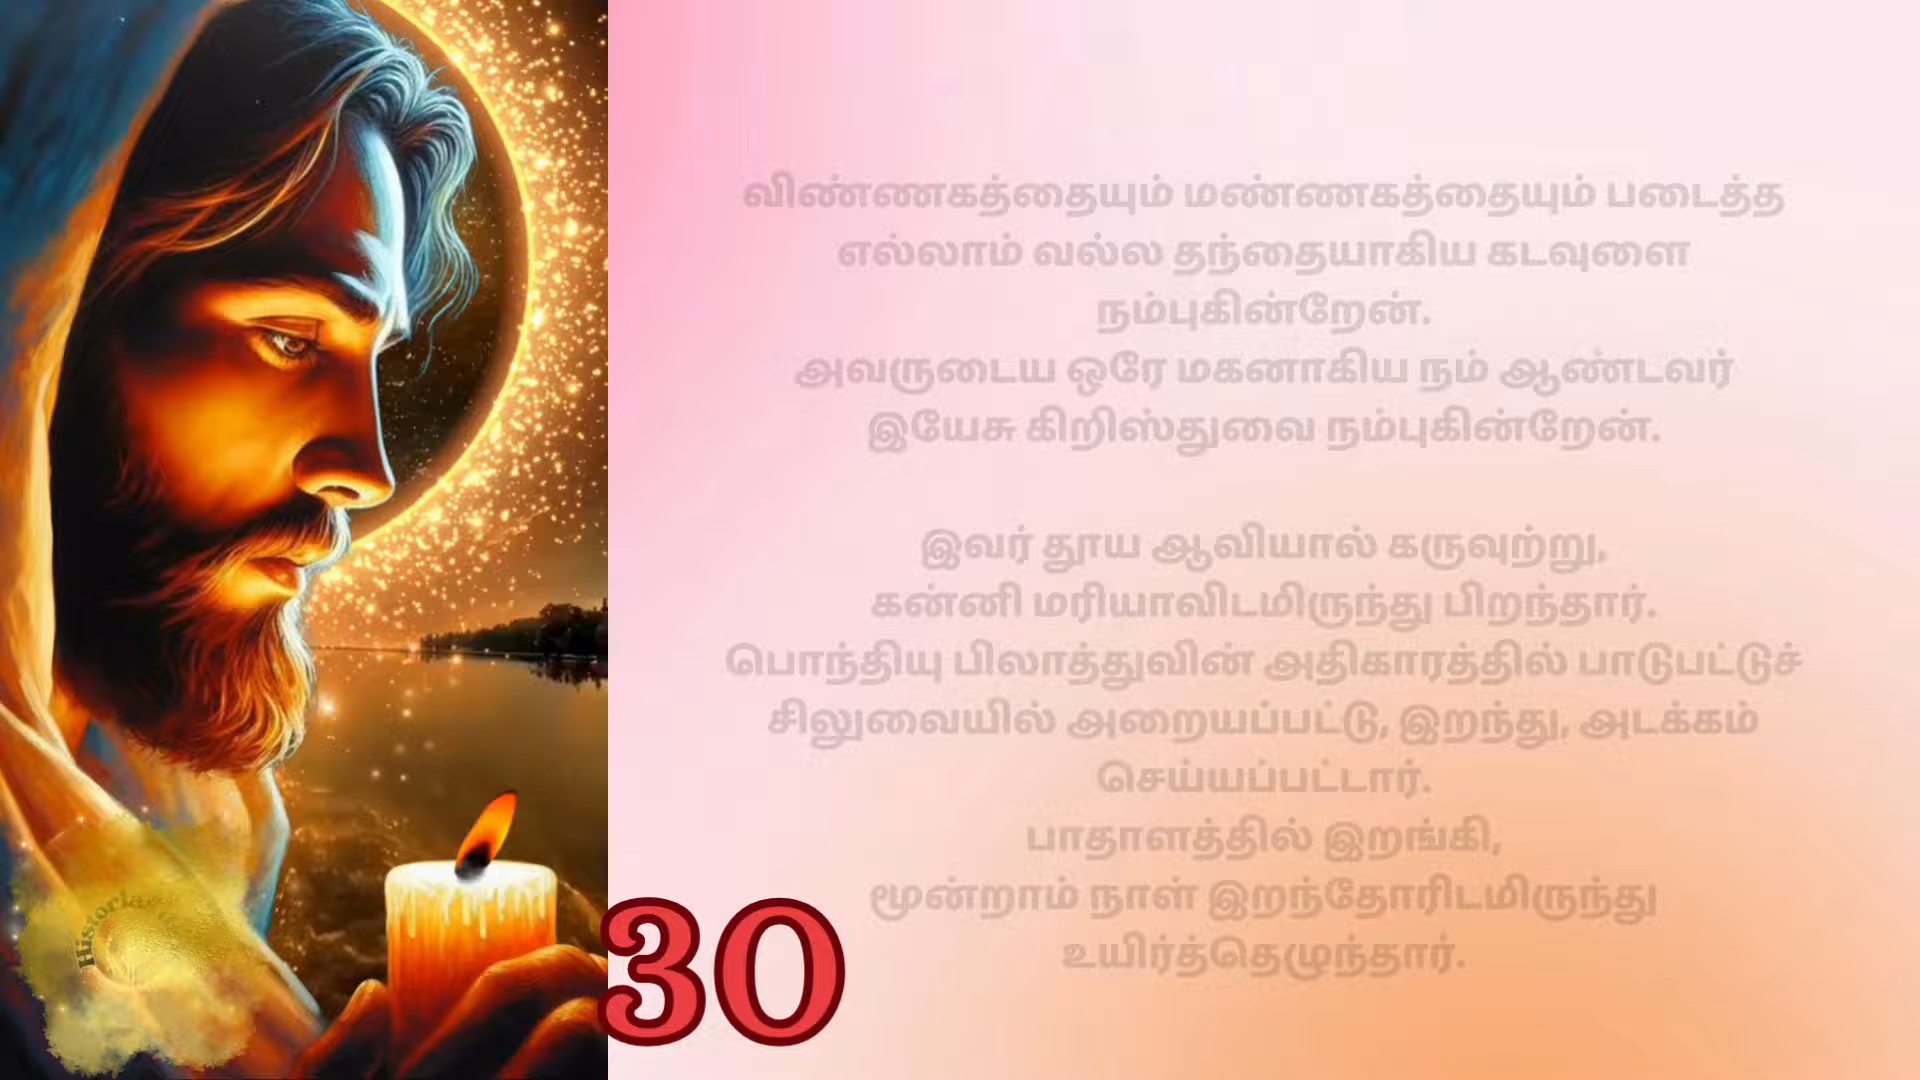 விண்ணகத்தையும் மண்ணகத்தையும் படைத்த
எல்லாம் வல்ல தந்தையாகிய கடவுளை
நம்புகின்றேன்.
அவருடைய ஒரே மகனாகிய நம் ஆண்டவர்
இயேசு கிறிஸ்துவை நம்புகின்றேன்.
இவர் தூய ஆவியால் கருவுற்று,
கன்னி மரியாவிடமிருந்து பிறந்தார்.
பொந்தியு பிலாத்துவின் அதிகாரத்தில் பாடுபட்டுச்
சிலுவையில் அறையப்பட்டு, இறந்து, அடக்கம்
செய்யப்பட்டார்.
பாதாளத்தில் இறங்கி,
மூன்றாம் நாள் இறந்தோரிடமிருந்து
உயிர்த்தெழுந்தார்.
30